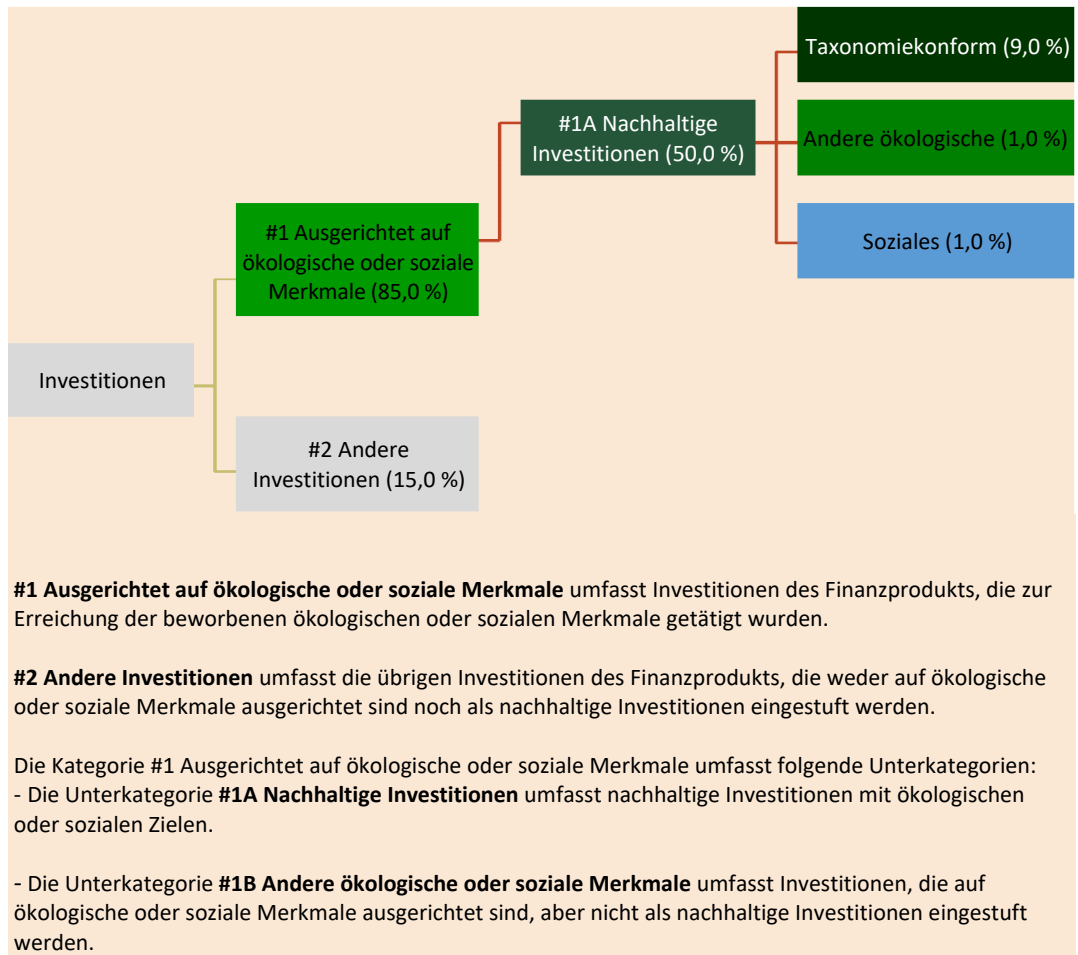 Taxonomiekonform (9,0 %)
#1A Nachhaltige
Investitionen (50,0 %)
Andere ökologische (1,0 %)
#1 Ausgerichtet auf
ökologische oder soziale
Merkmale (85,0 %)
Soziales (1,0 %)
Investitionen
#2 Andere
Investitionen (15,0 %)
#1 Ausgerichtet auf ökologische oder soziale Merkmale umfasst Investitionen des Finanzprodukts, die zur
Erreichung der beworbenen ökologischen oder sozialen Merkmale getätigt wurden.
#2 Andere Investitionen umfasst die übrigen Investitionen des Finanzprodukts, die weder auf ökologische
oder soziale Merkmale ausgerichtet sind noch als nachhaltige Investitionen eingestuft werden.
Die Kategorie #1 Ausgerichtet auf ökologische oder soziale Merkmale umfasst folgende Unterkategorien:
- Die Unterkategorie #1A Nachhaltige Investitionen umfasst nachhaltige Investitionen mit ökologischen
oder sozialen Zielen.
- Die Unterkategorie #1B Andere ökologische oder soziale Merkmale umfasst Investitionen, die auf
ökologische oder soziale Merkmale ausgerichtet sind, aber nicht als nachhaltige Investitionen eingestuft
werden.